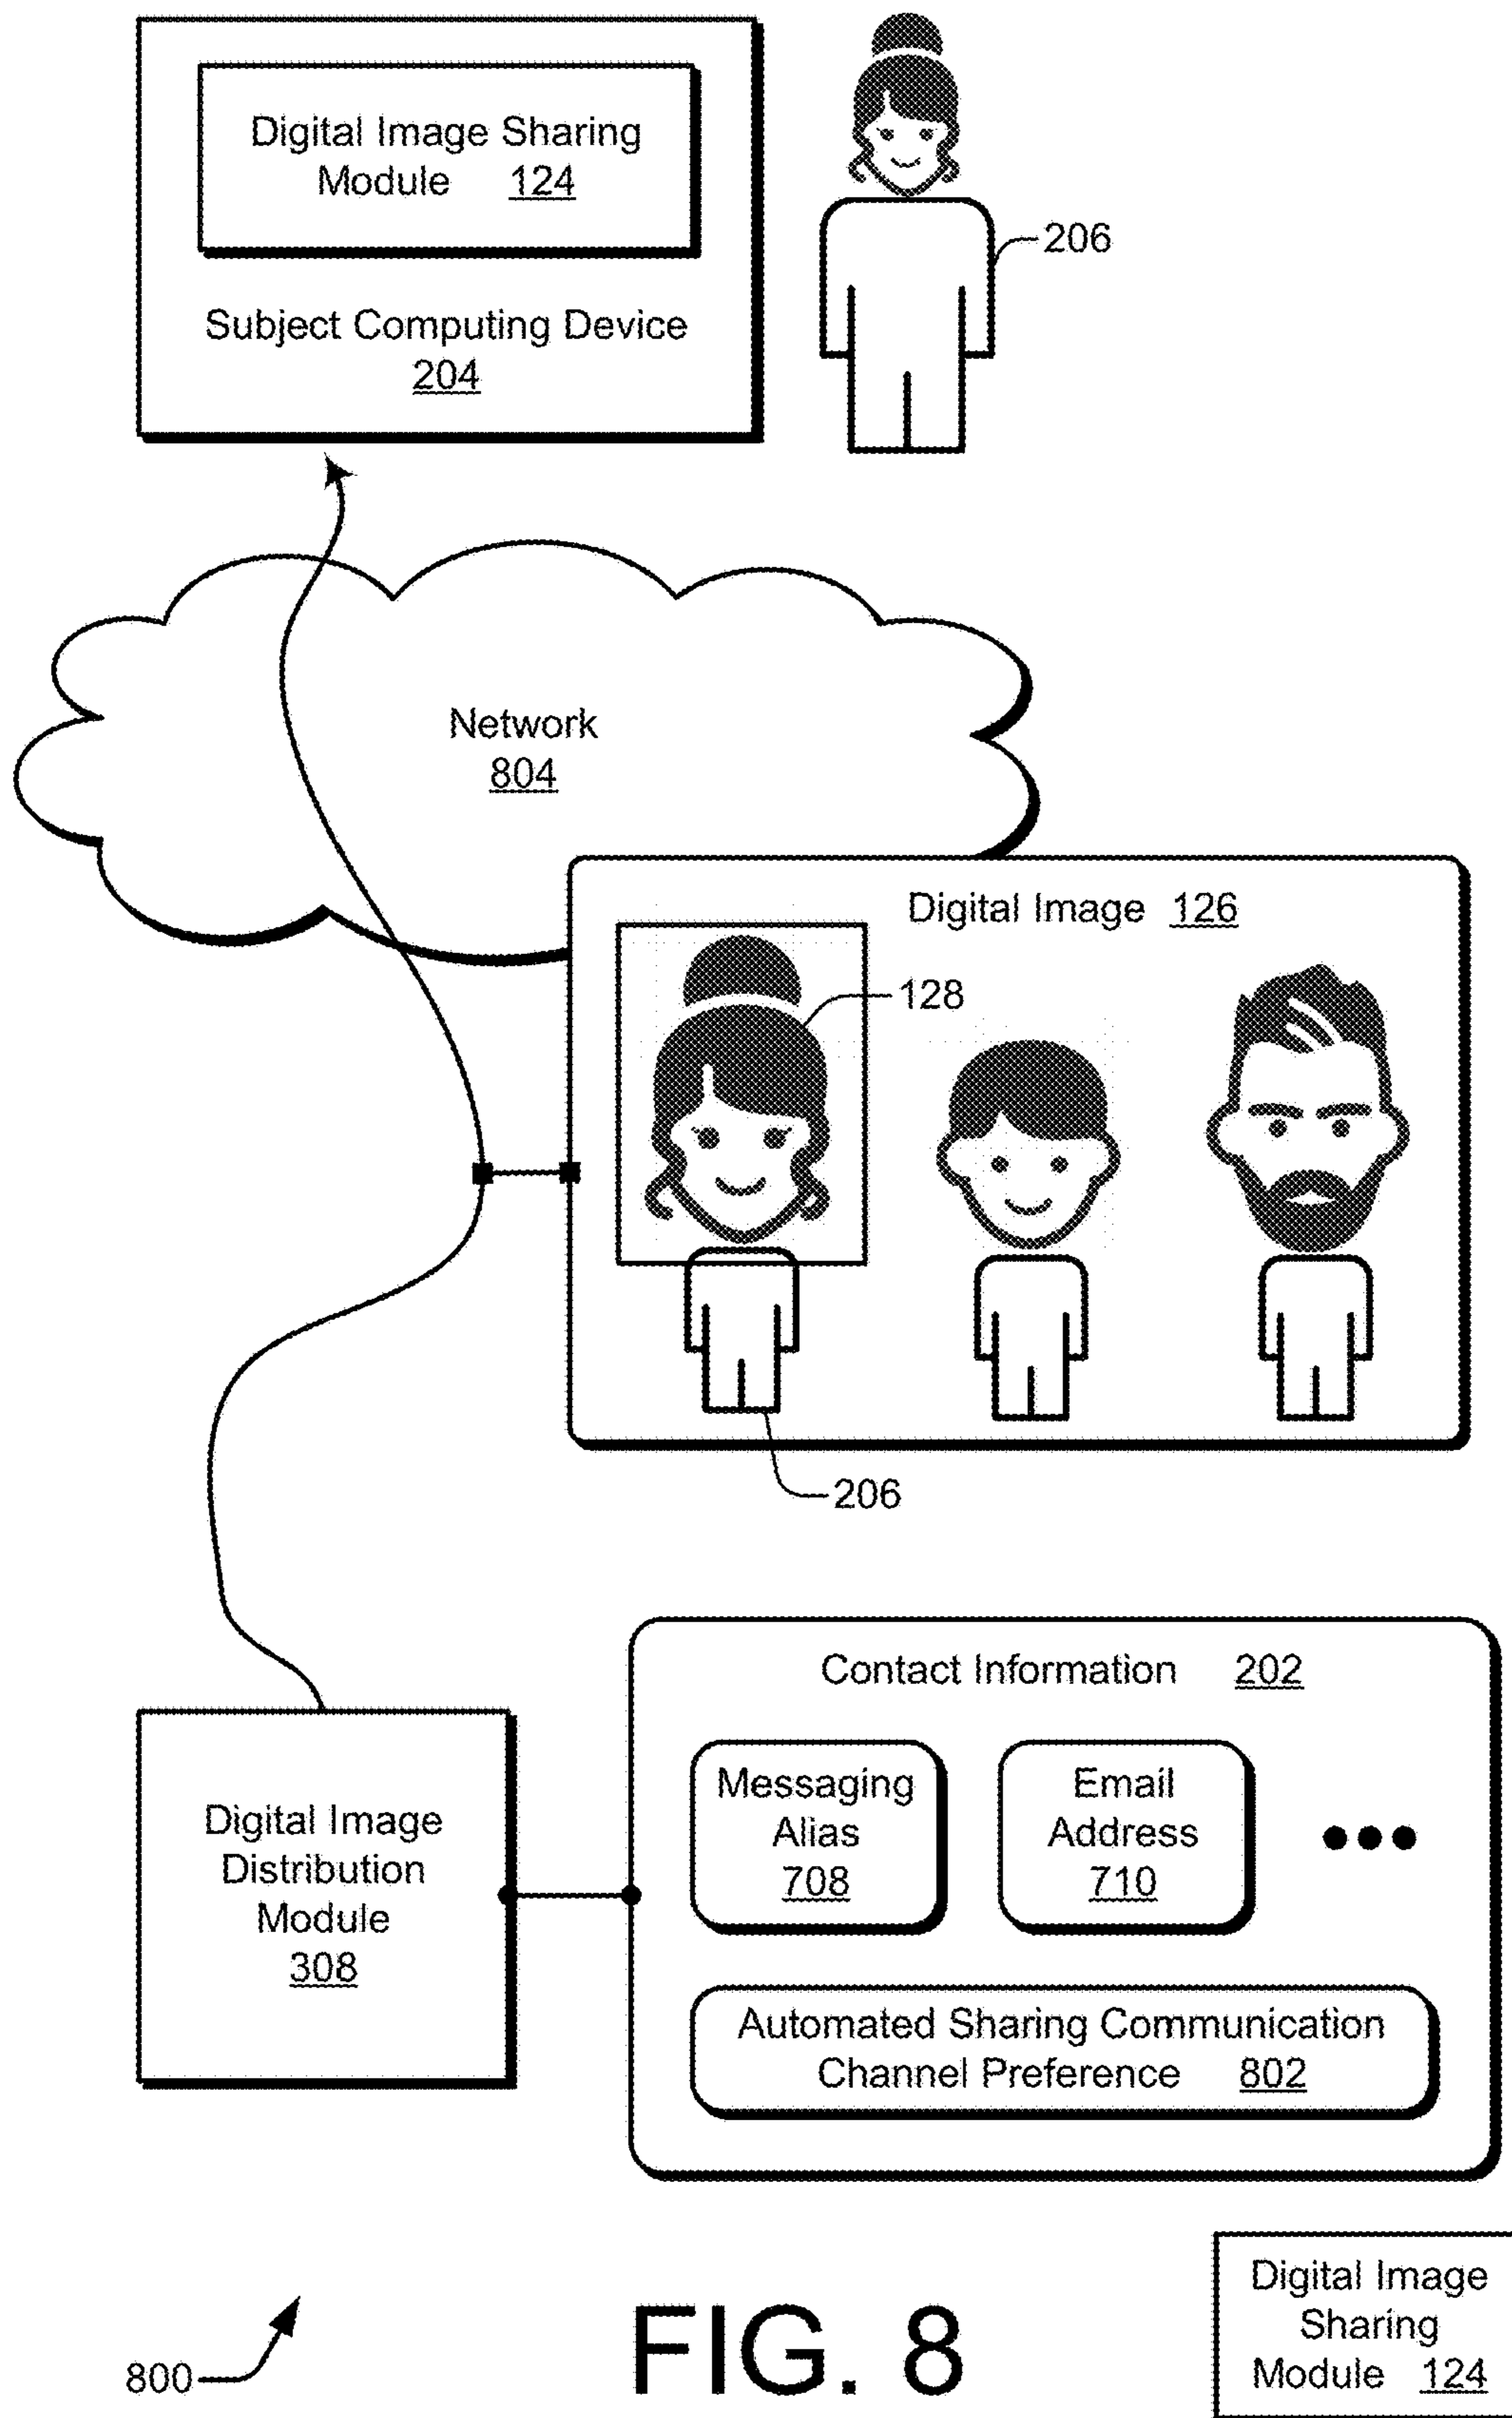 Digital Image Sharing
Module 124
206
Subject Computing Device
204
Network
804
Digital Image 126
128
206
Contact Information 202
Messaging
Alias
708
Email
Address
710
Digital Image
Distribution
Module
308
Automated Sharing Communication
Channel Preference 802
800
FIG. 8
Digital Image
Sharing
Module 124